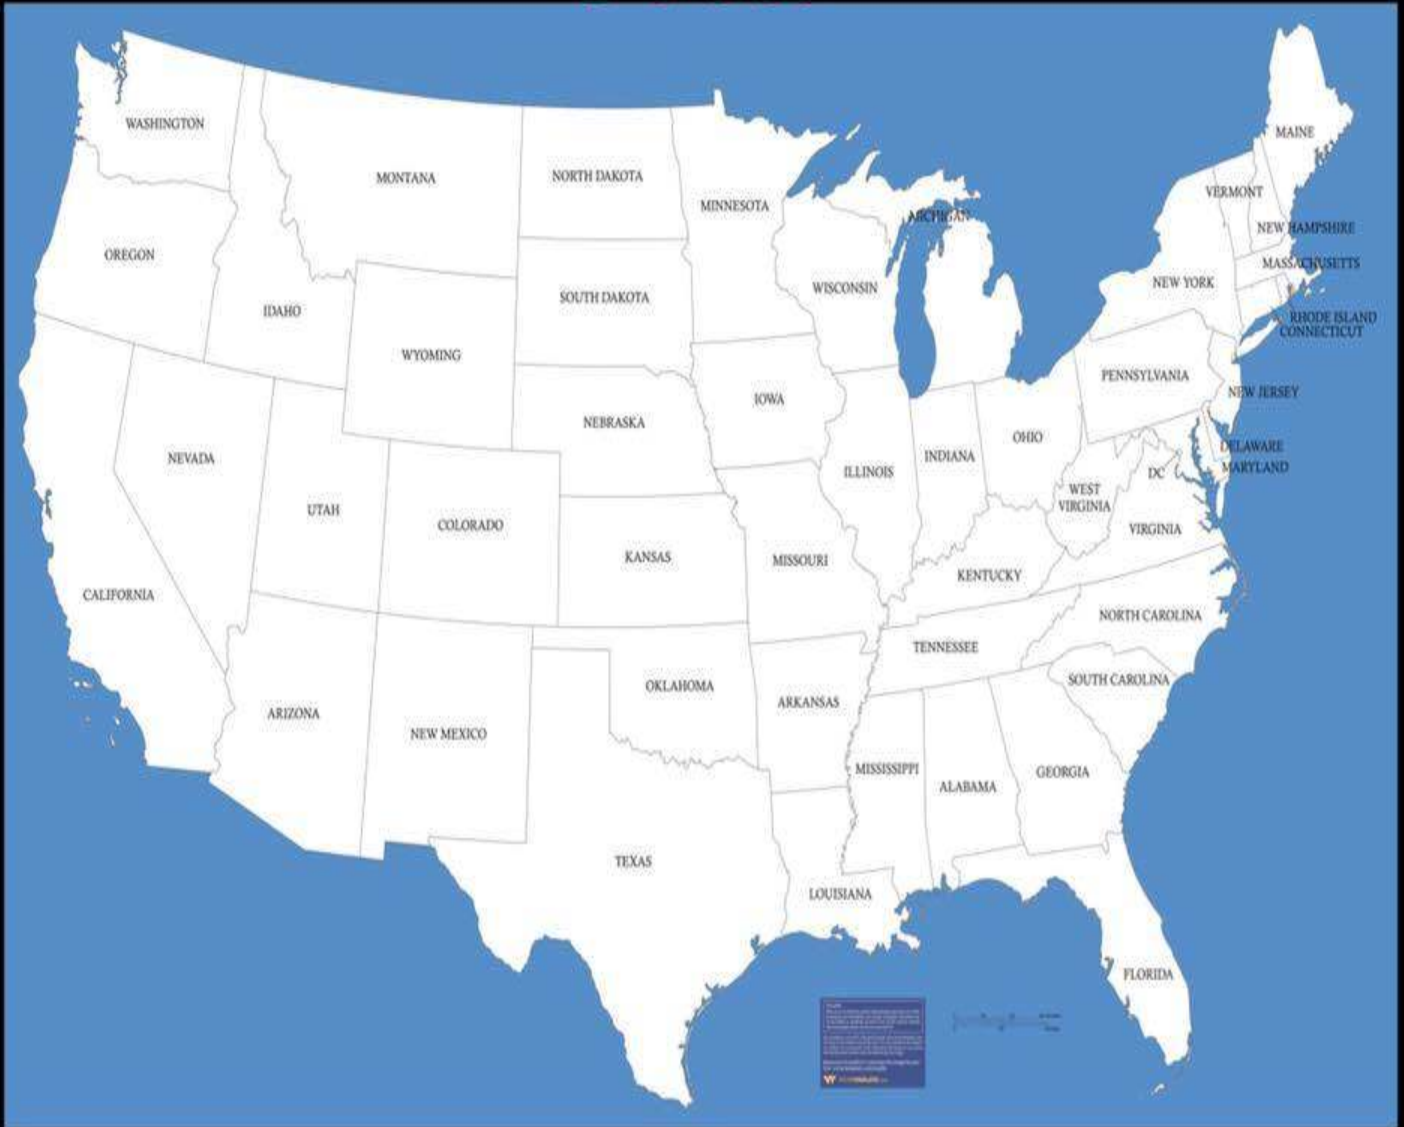 WASHINGTON
MAINE
MONTANA
NORTH DAKOTA
VERMONT
MINNESOTA
MICHIGAN
NEW HAMPSHIRE
OREGON
MASSACHUSETTS
NEW YORK
WISCONSIN
SOUTH DAKOTA
IDAHO
RHODE ISLAND
CONNECTICUT
WYOMING
PENNSYLVANIA
NEW JERSEY
IOWA
NEBRASKA
OHIO
DELAWARE
INDIANA
NEVADA
MARYLAND
ILLINOIS
DC
WEST
VIRGINIA
UTAH
COLORADO
VIRGINIA
KANSAS
MISSOURI
KENTUCKY
CALIFORNIA
NORTH CAROLINA
TENNESSEE
SOUTH CAROLINA
OKLAHOMA
ARKANSAS
ARIZONA
NEW MEXICO
MISSISSIPPI
GEORGIA
ALABAMA
TEXAS
LOUISIANA
FLORIDA